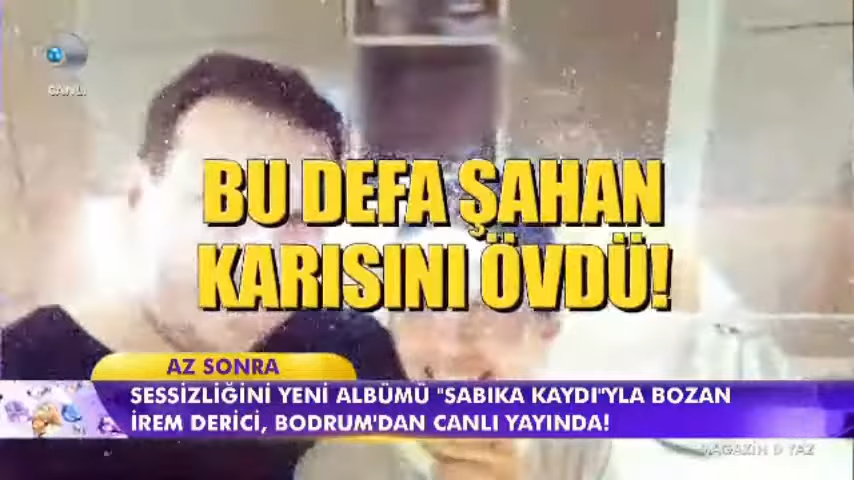 CANLI
BU DEFA ŞAHAN
KARISINI ÖVDÜ!
AZ SONRA
SESSİZLİĞİNİ YENİ ALBÜMÜ "SABIKA KAYDI"YLA BOZAN
İREM DERİCİ, BODRUM'DAN CANLI YAYINDA!
MAGAZİN D YAZ